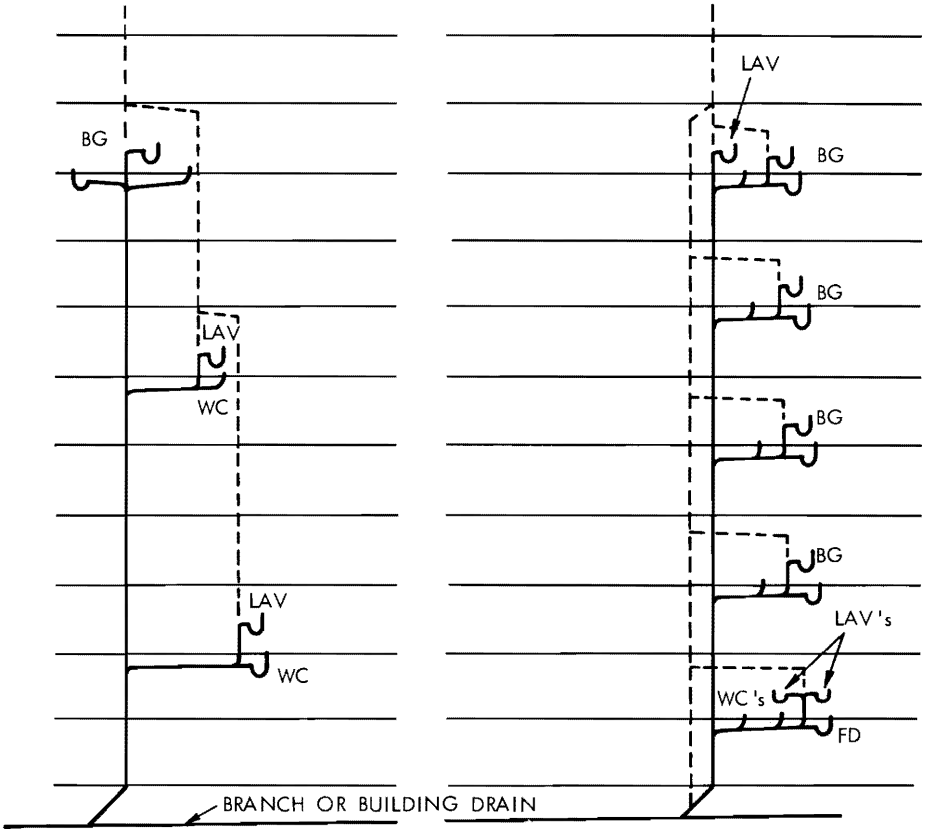 LAV
BG
BG
BG
LAV
WC
BG
BG
LAV
LAV's
WC
WC's
FD
BRANCH OR BUILDING DRAIN